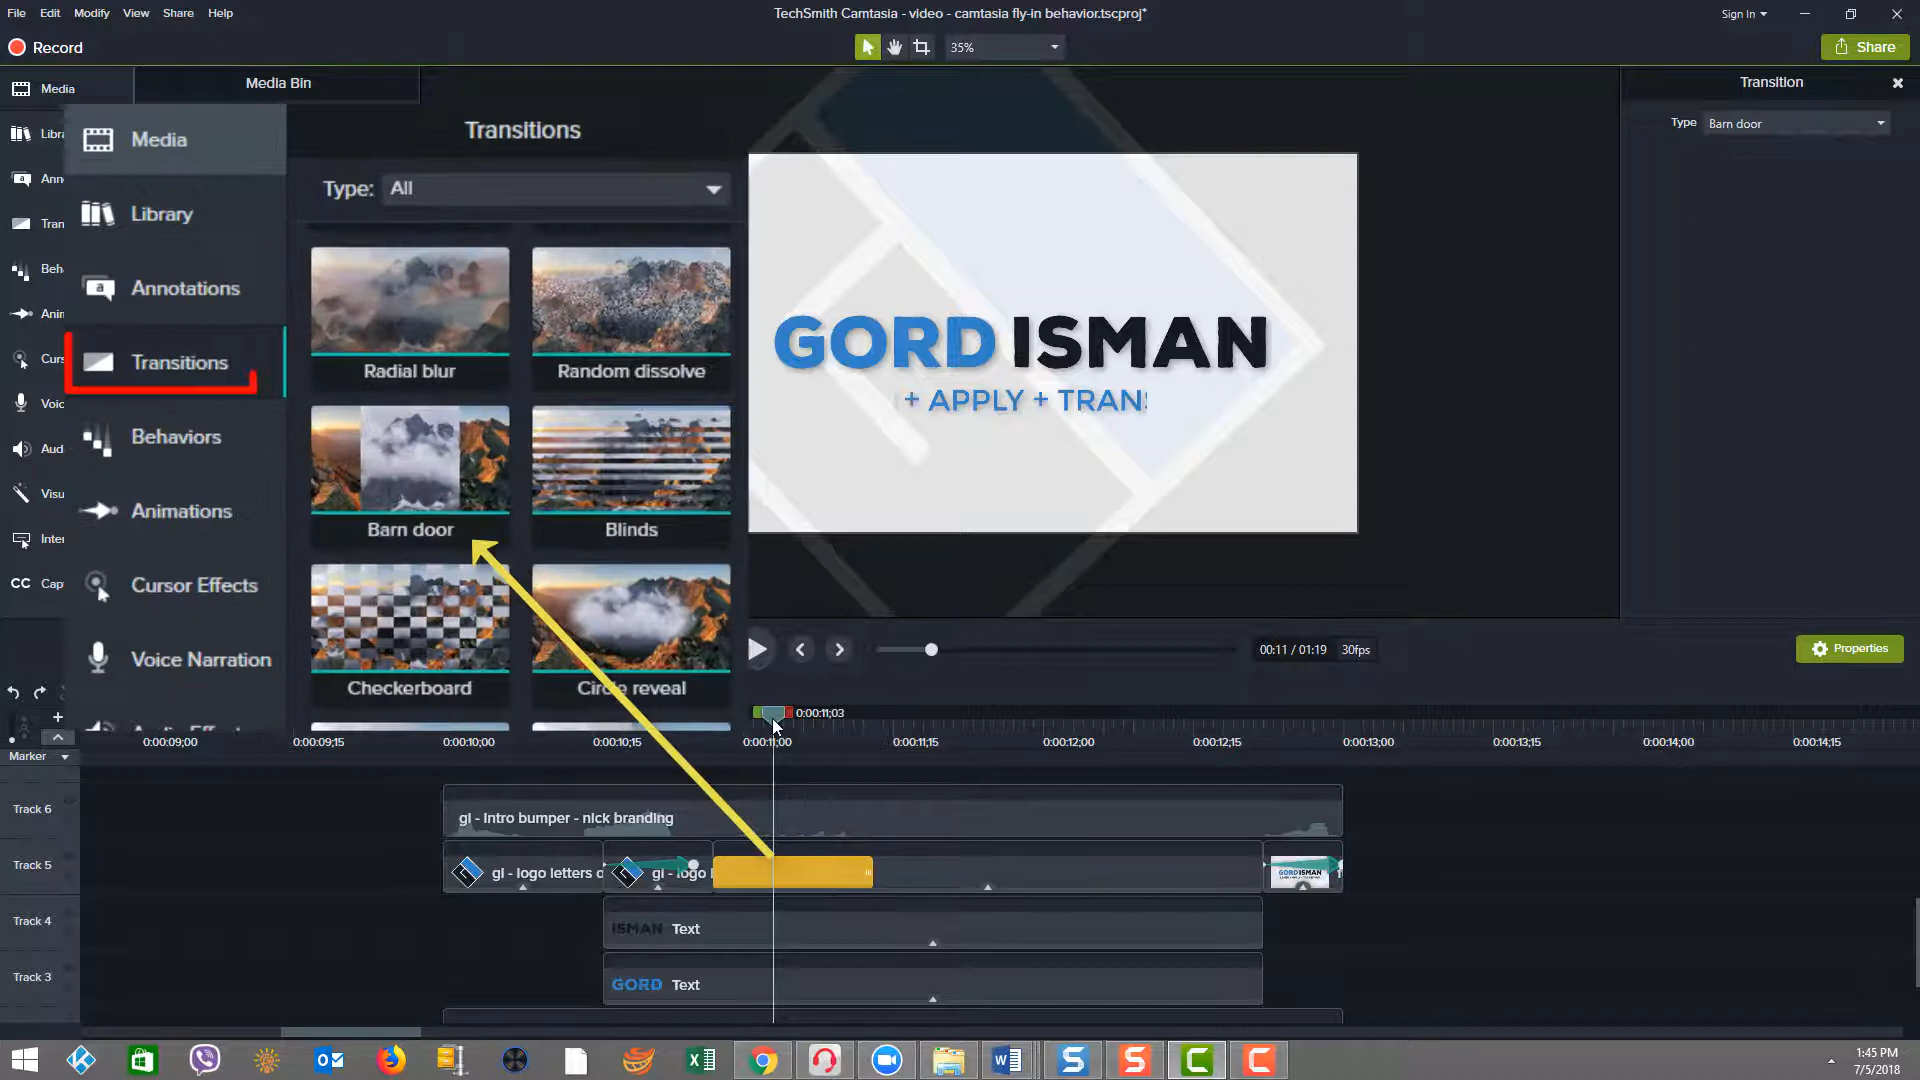 File Edit Modify View Share Help
TechSmith Camtasia - video - camtasia fly-in behavior.tscproj*
Sign In
Record
35%
Share
Media
Media Bin
Transition
Type Barn door
Libra
Ann
Tran
Beh
Anin
Curs
Voic
Aud
Visu
Inter
CC Cap
Media
Library
Annotations
Transitions
Behaviors
Animations
Cursor Effects
Voice Narration
Transitions
Type: All
Radial blur
Random dissolve
Barn door
Blinds
Checkerboard
Circle reveal
GORD ISMAN
+ APPLY + TRANS
00:11 / 01:19 30fps
Properties
0:00:11;03
0:00:09;00 0:00:09;15 0:00:10;00 0:00:10;15 0:00:11;00 0:00:11;15 0:00:12;00 0:00:12;15 0:00:13;00 0:00:13;15 0:00:14;00 0:00:14;15
Marker
Track 6
gl - Intro bumper - nick branding
Track 5
gl - logo letters o
gl - logo l
GORDISMAN
Track 4
ISMAN Text
Track 3
GORD Text
1:45 PM
7/5/2018